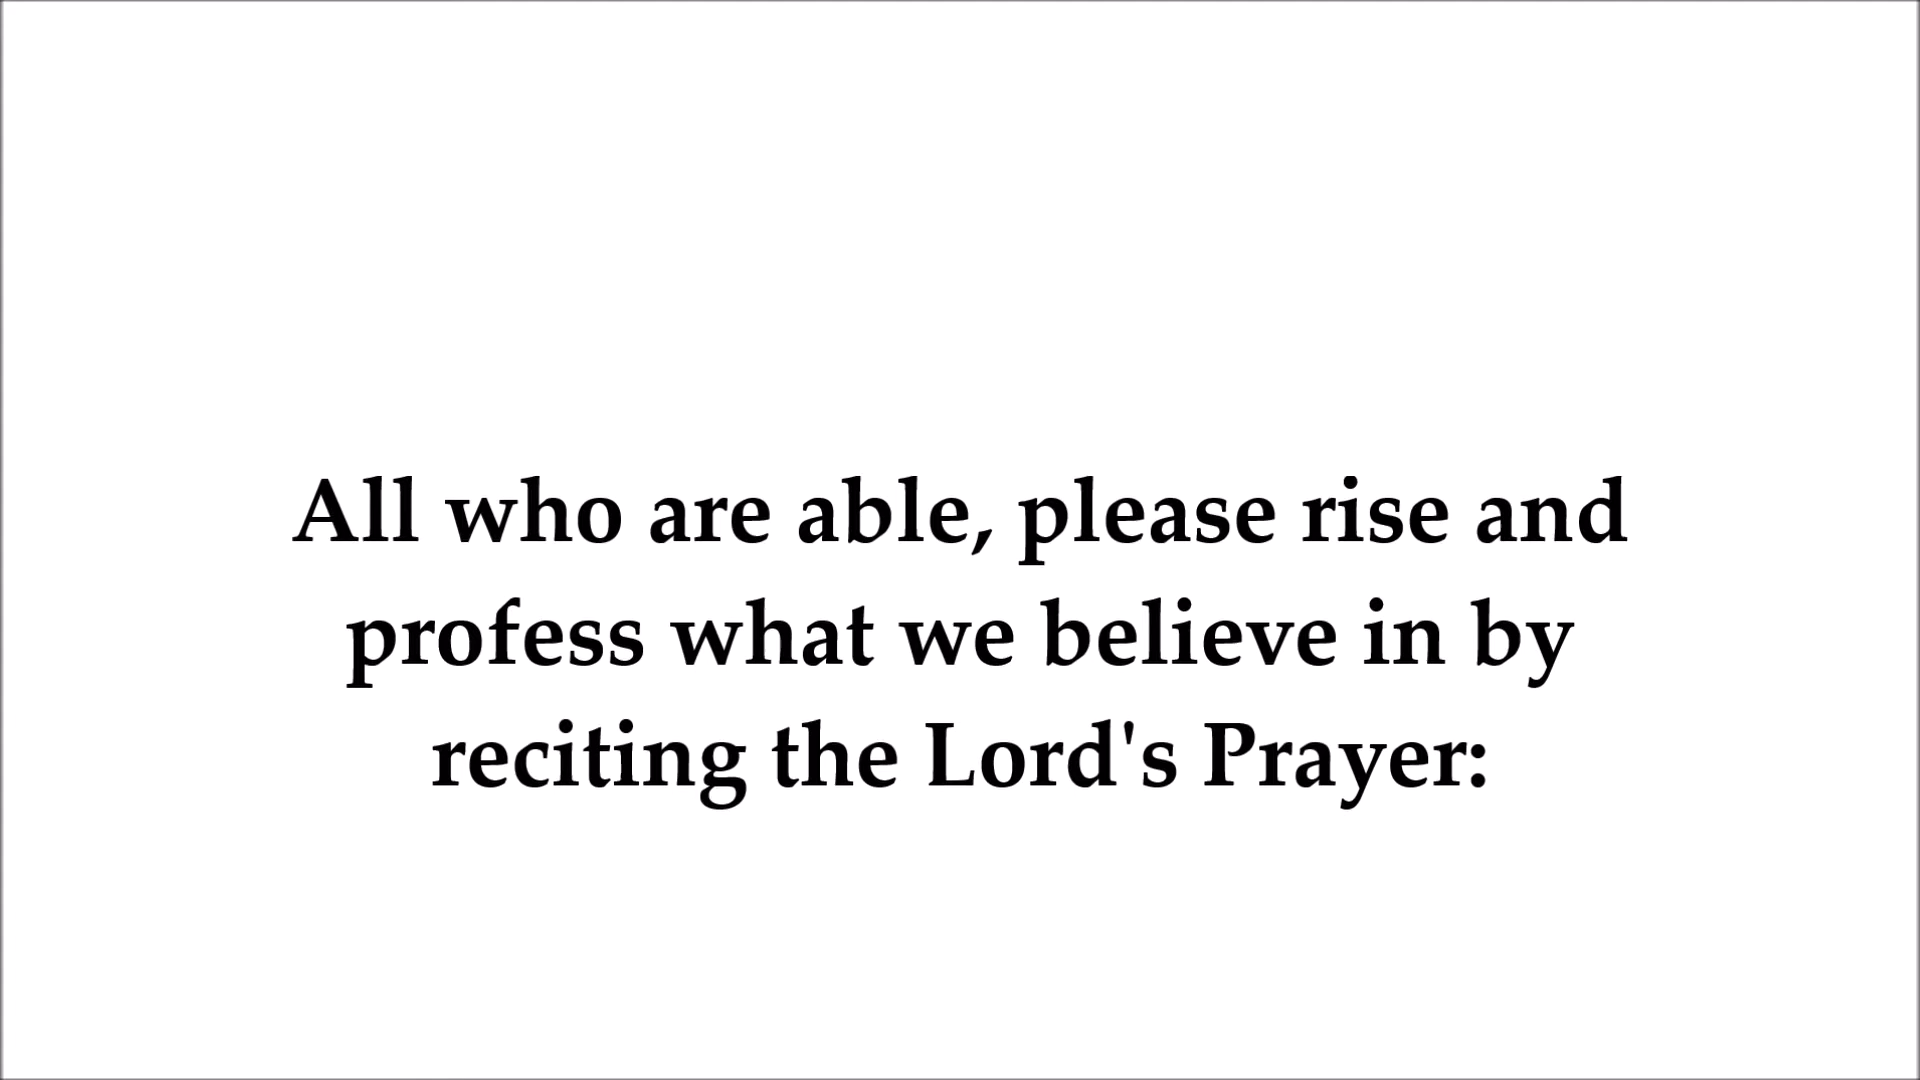 All who are able, please rise and
profess what we believe in by
reciting the Lord's Prayer: